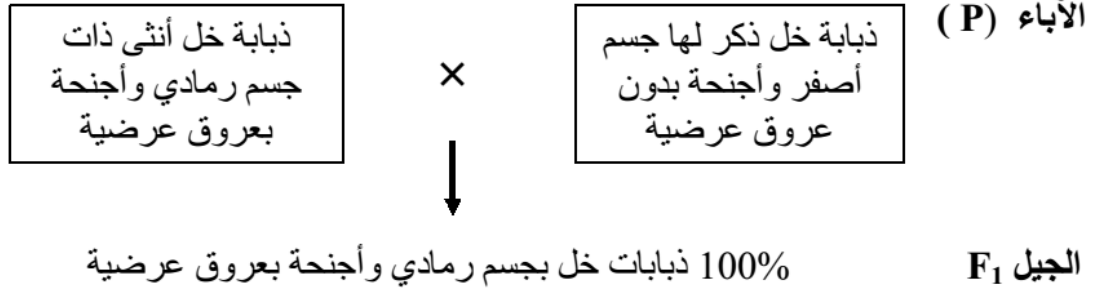 الآباء (P)
ذبابة خل ذكر لها جسم
أصفر وأجنحة بدون
عروق عرضية
×
ذبابة خل أنثى ذات
جسم رمادي وأجنحة
بعروق عرضية
الجيل F₁
100% ذبابات خل بجسم رمادي وأجنحة بعروق عرضية